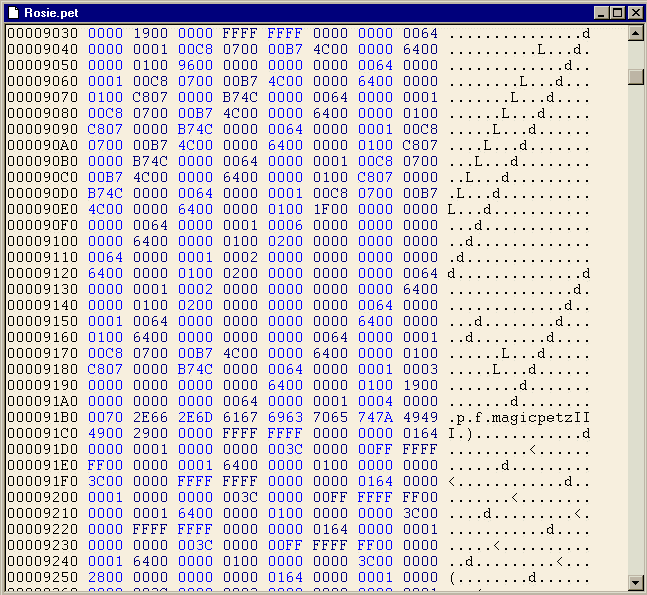 Rosie.pet
00009030 0000 1900 0000 FFFF FFFF 0000 0000 0064 ...............d
00009040 0000 0001 00C8 0700 00B7 4C00 0000 6400 ..........L...d.
00009050 0000 0100 9600 0000 0000 0000 0064 0000 .............d..
00009060 0001 00C8 0700 00B7 4C00 0000 6400 0000 ........L...d...
00009070 0100 C807 0000 B74C 0000 0064 0000 0001 .......L...d....
00009080 00C8 0700 00B7 4C00 0000 6400 0000 0100 ......L...d.....
00009090 C807 0000 B74C 0000 0064 0000 0001 00C8 .....L...d......
000090A0 0700 00B7 4C00 0000 6400 0000 0100 C807 ....L...d.......
000090B0 0000 B74C 0000 0064 0000 0001 00C8 0700 ...L...d........
000090C0 00B7 4C00 0000 6400 0000 0100 C807 0000 ..L...d.........
000090D0 B74C 0000 0064 0000 0001 00C8 0700 00B7 .L...d..........
000090E0 4C00 0000 6400 0000 0100 1F00 0000 0000 L...d...........
000090F0 0000 0064 0000 0001 0006 0000 0000 0000 ...d............
00009100 0000 6400 0000 0100 0200 0000 0000 0000 ..d.............
00009110 0064 0000 0001 0002 0000 0000 0000 0000 .d..............
00009120 6400 0000 0100 0200 0000 0000 0000 0064 d..............d
00009130 0000 0001 0002 0000 0000 0000 0000 6400 ..............d.
00009140 0000 0100 0200 0000 0000 0000 0064 0000 .............d..
00009150 0001 0064 0000 0000 0000 0000 6400 0000 ...d........d...
00009160 0100 6400 0000 0000 0000 0064 0000 0001 ..d........d....
00009170 00C8 0700 00B7 4C00 0000 6400 0000 0100 ......L...d.....
00009180 C807 0000 B74C 0000 0064 0000 0001 0003 .....L...d......
00009190 0000 0000 0000 0000 6400 0000 0100 1900 ........d.......
000091A0 0000 0000 0000 0064 0000 0001 0004 0000 .......d........
000091B0 0070 2E66 2E6D 6167 6963 7065 747A 4949 .p.f.magicpetzII
000091C0 4900 2900 0000 FFFF FFFF 0000 0000 0164 I.)............d
000091D0 0000 0001 0000 0000 003C 0000 00FF FFFF .........<......
000091E0 FF00 0000 0001 6400 0000 0100 0000 0000 ......d.........
000091F0 3C00 0000 FFFF FFFF 0000 0000 0164 0000 <............d..
00009200 0001 0000 0000 003C 0000 00FF FFFF FF00 .......<........
00009210 0000 0001 6400 0000 0100 0000 0000 3C00 ....d.........<.
00009220 0000 FFFF FFFF 0000 0000 0164 0000 0001 ...........d....
00009230 0000 0000 003C 0000 00FF FFFF FF00 0000 .....<..........
00009240 0001 6400 0000 0100 0000 0000 3C00 0000 ..d.........<...
00009250 2800 0000 0000 0000 0164 0000 0001 0000 (........d......